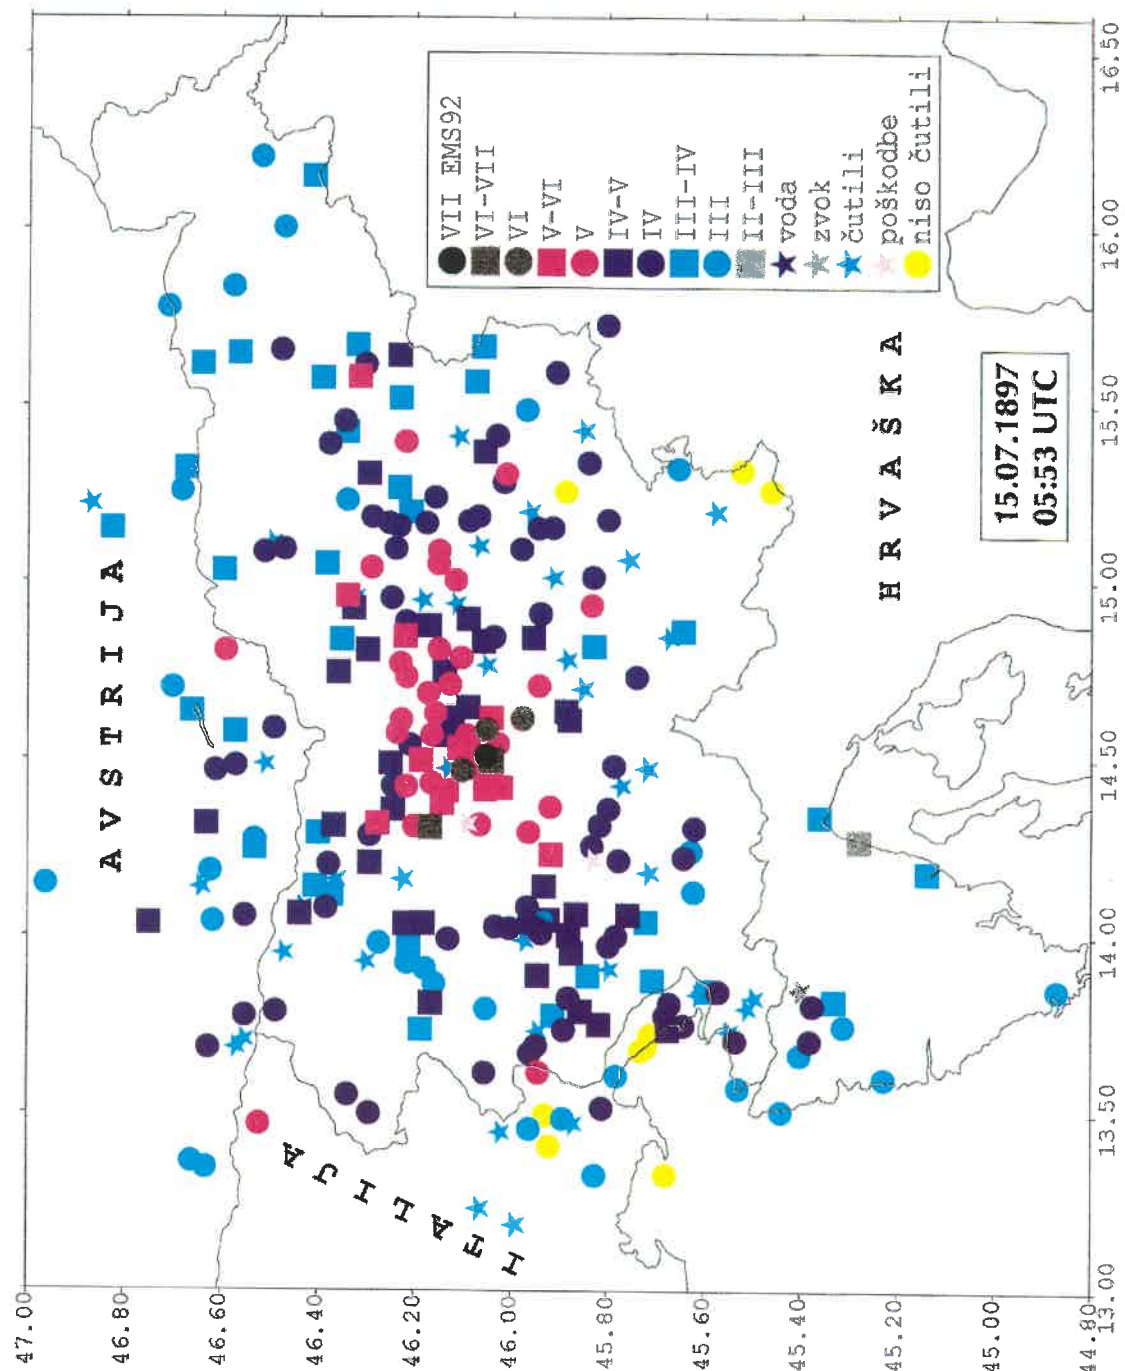 AVSTRIJA
ITALIJA
HRVAŠKA
VII EMS92
VI-VII
VI
V-VI
V
IV-V
IV
III-IV
III
II-III
voda
zvok
čutili
poškodbe
niso čutili
15.07.1897
05:53 UTC
47.00
46.80
46.60
46.40
46.20
46.00
45.80
45.60
45.40
45.20
45.00
44.80
13.00
13.50
14.00
14.50
15.00
15.50
16.00
16.50